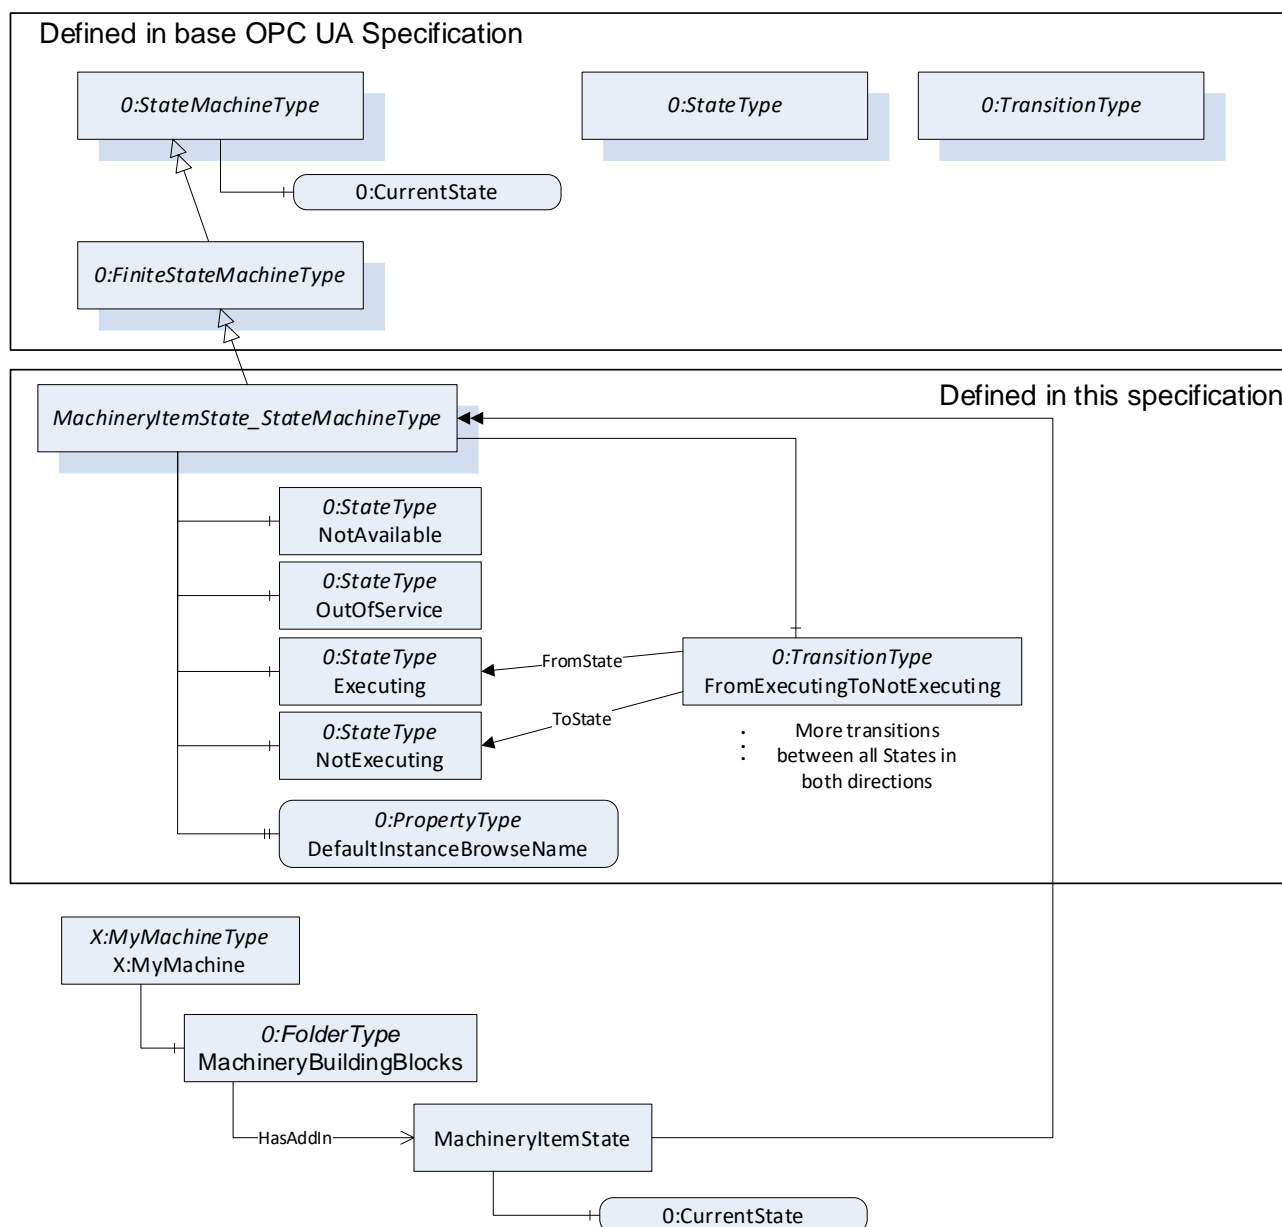 Defined in base OPC UA Specification
0:StateMachineType
0:StateType
0:TransitionType
0:CurrentState
0:FiniteStateMachineType
Defined in this specification
MachineryItemState_StateMachineType
0:StateType
NotAvailable
0:StateType
OutOfService
0:StateType
Executing
FromState
0:TransitionType
FromExecutingToNotExecuting
ToState
0:StateType
NotExecuting
More transitions
between all States in
both directions
0:PropertyType
DefaultInstanceBrowseName
X:MyMachineType
X:MyMachine
0:FolderType
MachineryBuildingBlocks
HasAddIn
MachineryItemState
0:CurrentState